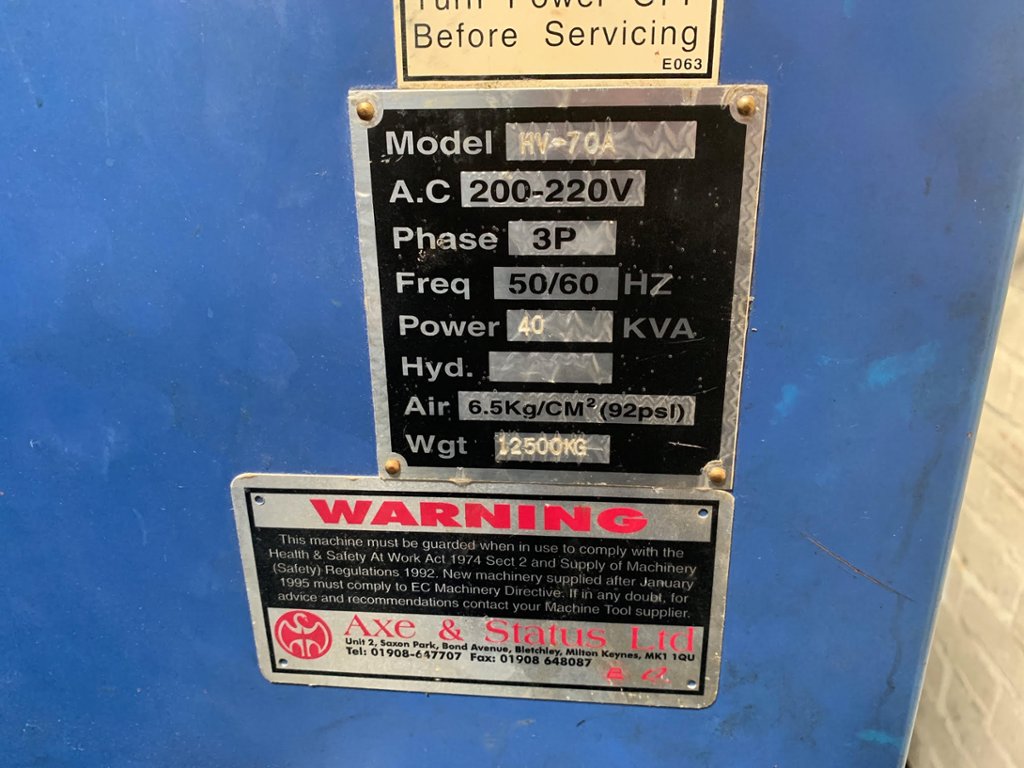 Turn Power OFF
Before Servicing
E063
Model HV-70A
A.C 200-220V
Phase 3P
Freq 50/60 HZ
Power 40 KVA
Hyd.
Air 6.5Kg/CM² (92psI)
Wgt 12500KG
WARNING
This machine must be guarded when in use to comply with the
Health & Safety At Work Act 1974 Sect 2 and Supply of Machinery
(Safety) Regulations 1992. New machinery supplied after January
1995 must comply to EC Machinery Directive. If in any doubt, for
advice and recommendations contact your Machine Tool supplier.
Axe & Status Ltd
Unit 2, Saxon Park, Bond Avenue, Bletchley, Milton Keynes, MK1 1QU
Tel: 01908-647707 Fax: 01908 648087